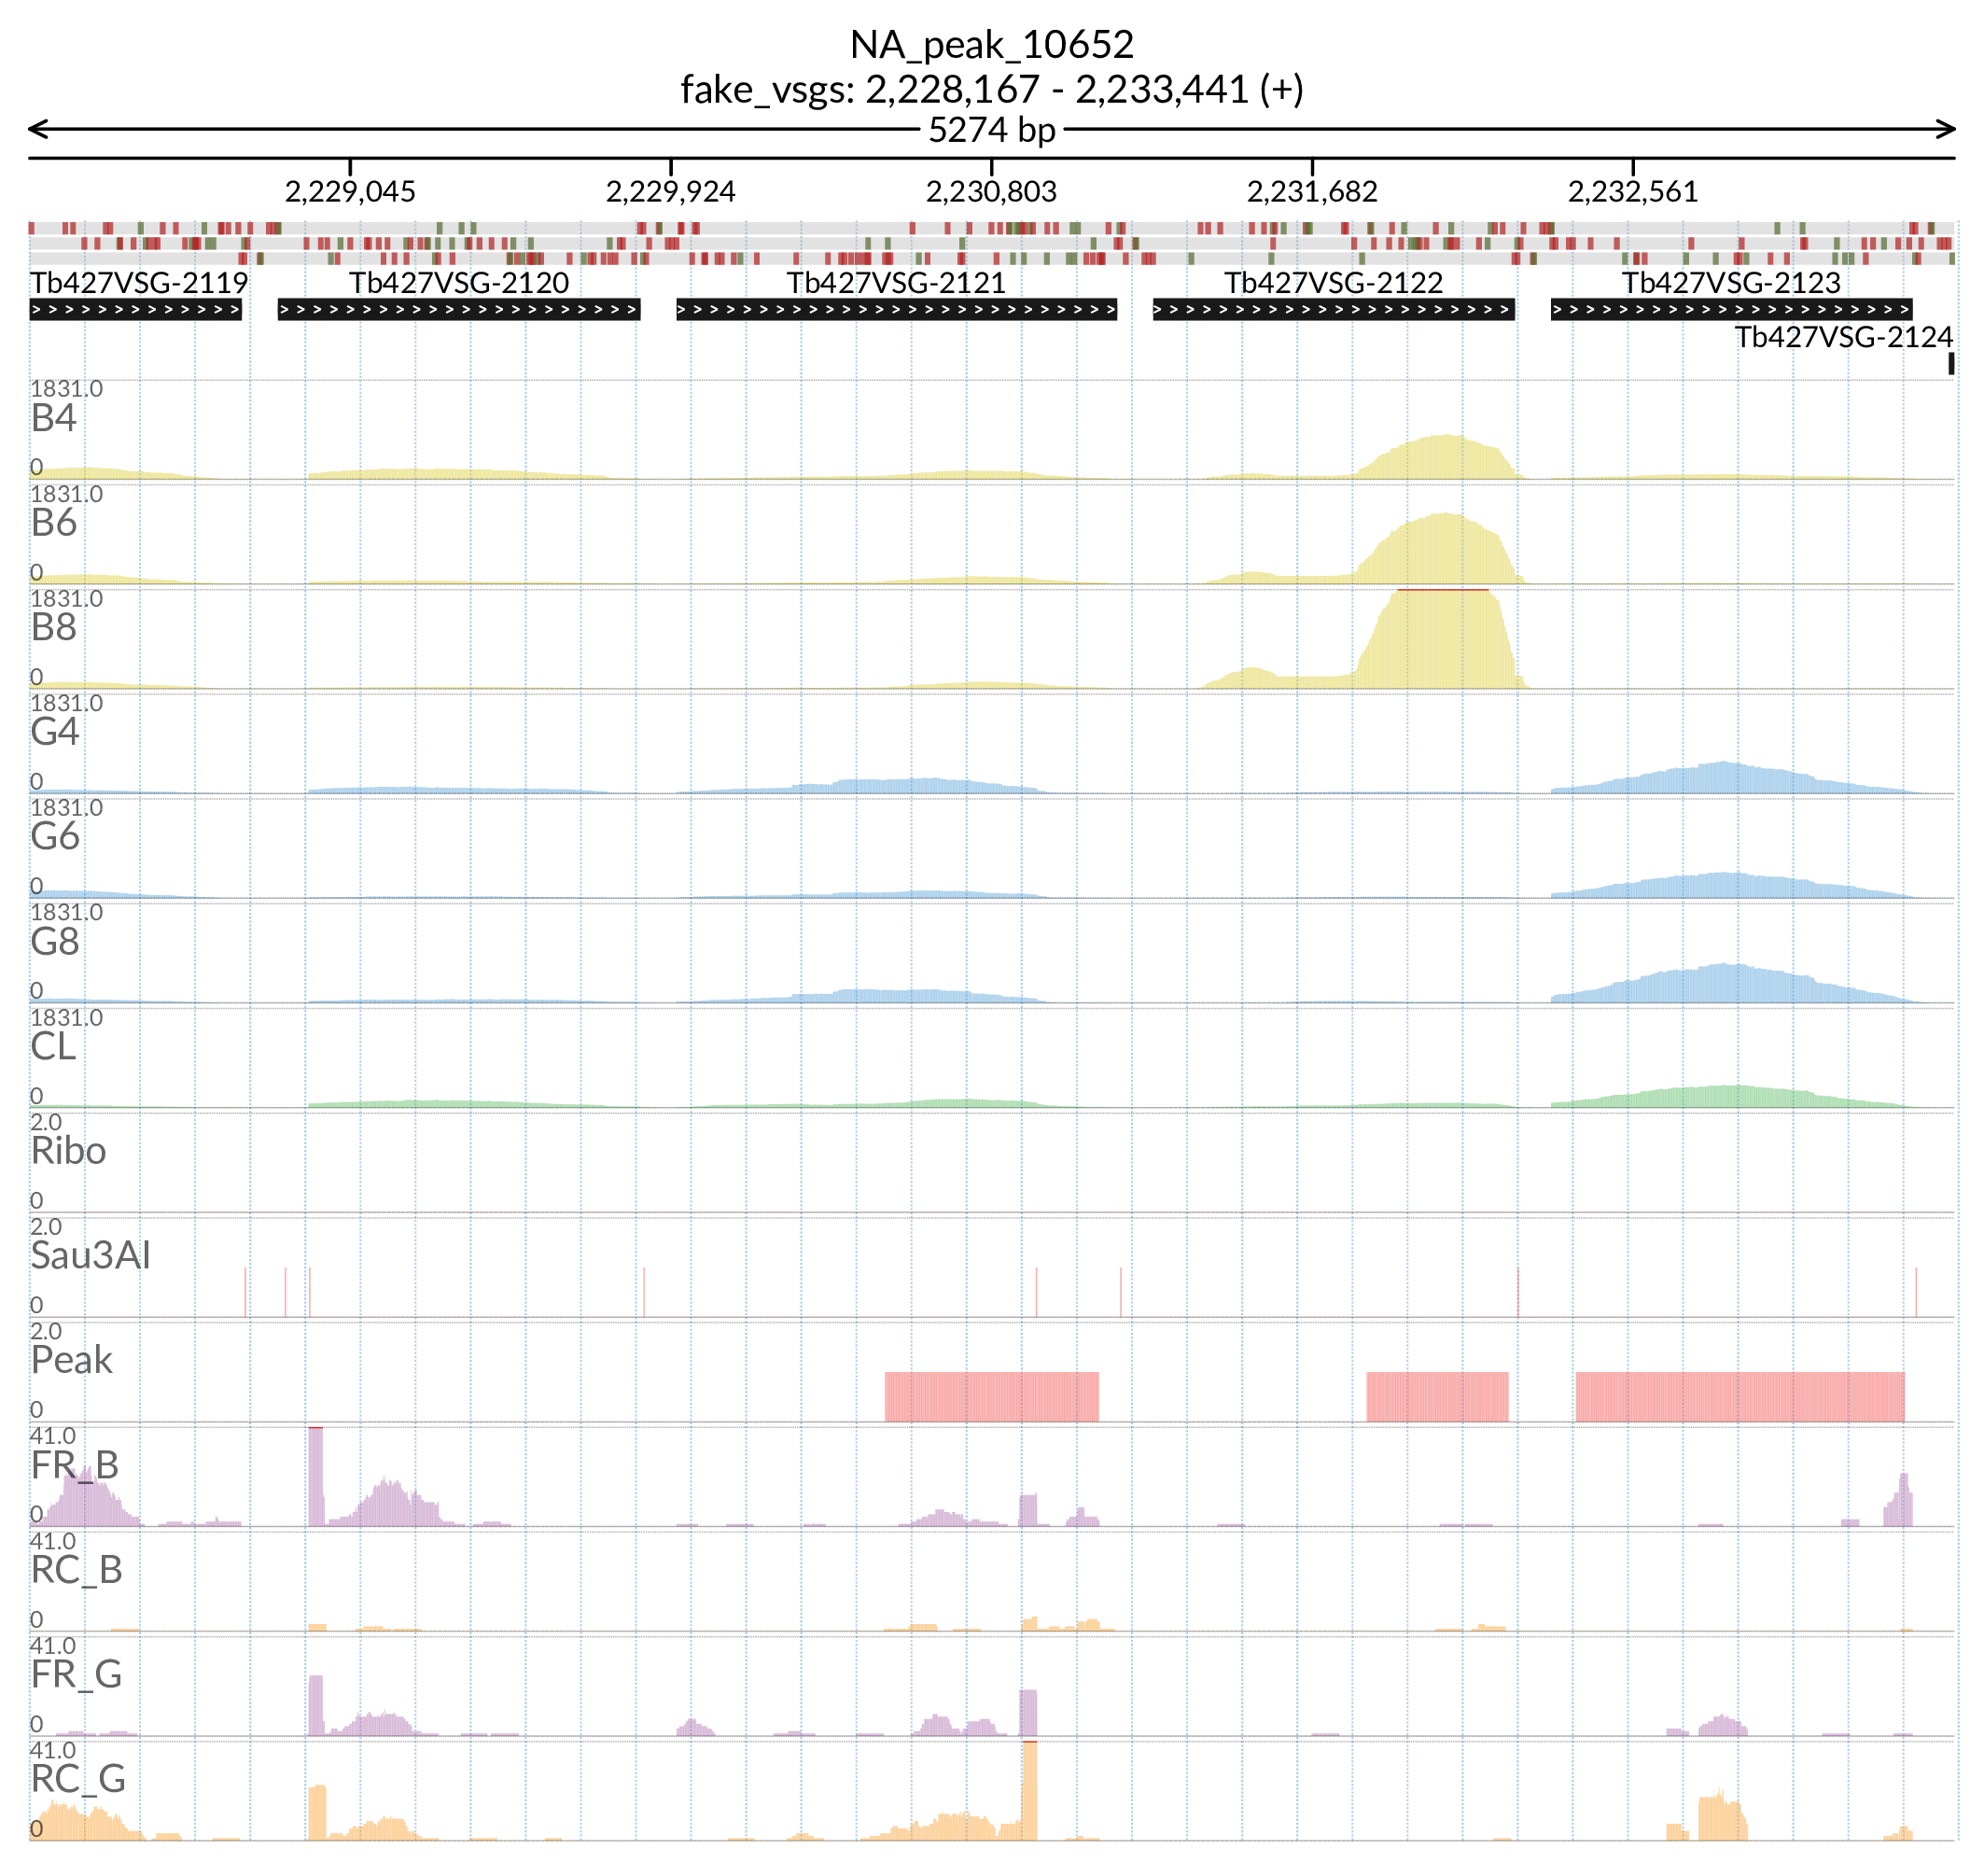 NA_peak_10652
fake_vsgs: 2,228,167 - 2,233,441 (+)
5274 bp
2,229,045 2,229,924 2,230,803 2,231,682 2,232,561
Tb427VSG-2119 Tb427VSG-2120 Tb427VSG-2121 Tb427VSG-2122 Tb427VSG-2123
Tb427VSG-2124
1831.0
B4
0
1831.0
B6
0
1831.0
B8
0
1831.0
G4
0
1831.0
G6
0
1831.0
G8
0
1831.0
CL
0
2.0
Ribo
0
2.0
Sau3AI
0
2.0
Peak
0
41.0
FR_B
0
41.0
RC_B
0
41.0
FR_G
0
41.0
RC_G
0